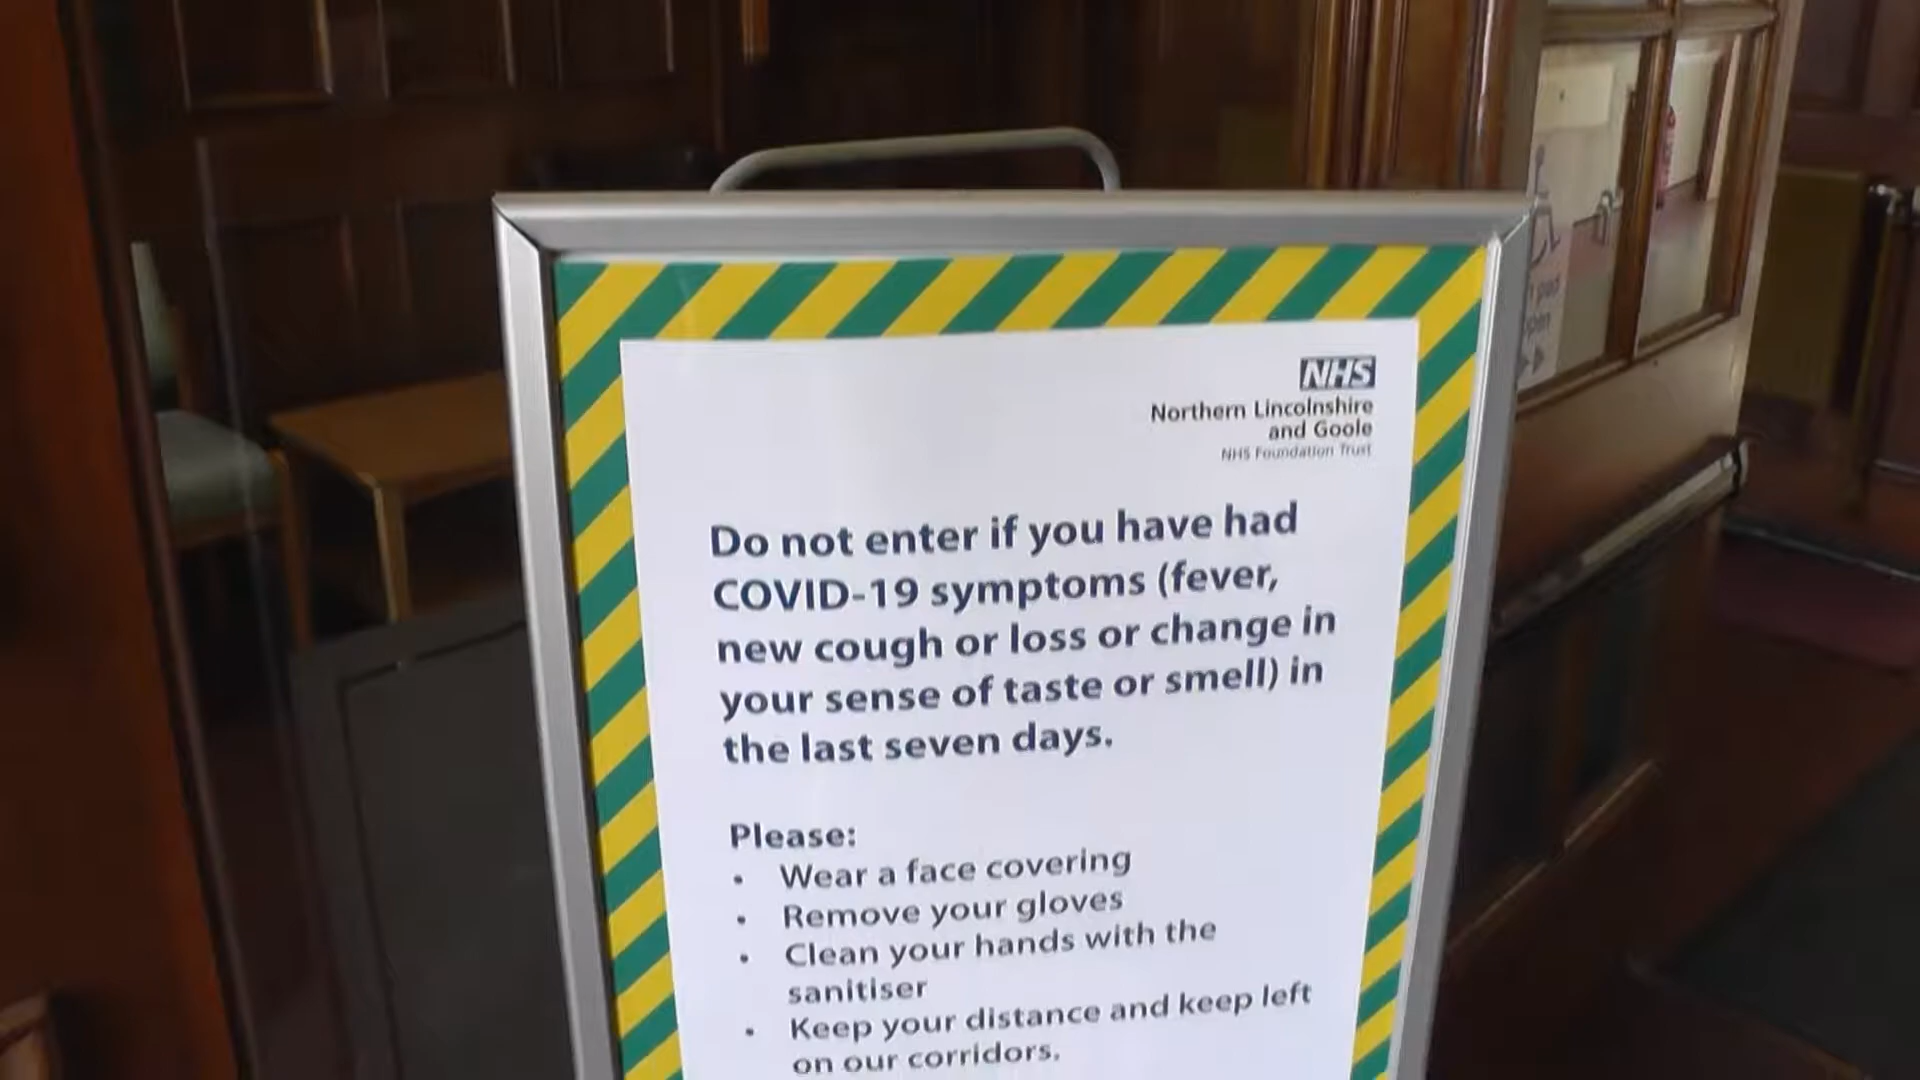 NHS
Northern Lincolnshire
and Goole
NHS Foundation Trust
Do not enter if you have had
COVID-19 symptoms (fever,
new cough or loss or change in
your sense of taste or smell) in
the last seven days.
Please:
• Wear a face covering
• Remove your gloves
• Clean your hands with the
sanitiser
• Keep your distance and keep left
on our corridors.